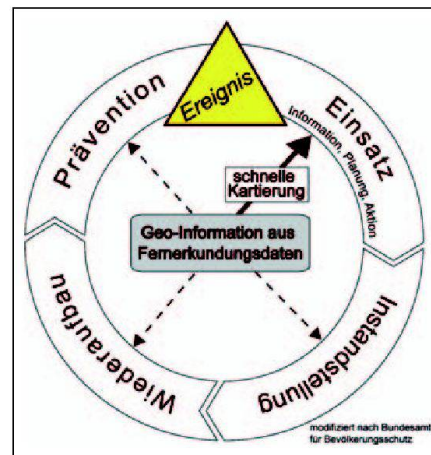 Ereignis
Prävention
Einsatz
Information, Planung, Aktion
schnelle
Kartierung
Geo-Information aus
Fernerkundungsdaten
Wiederaufbau
Instandstellung
modifiziert nach Bundesamt
für Bevölkerungsschutz